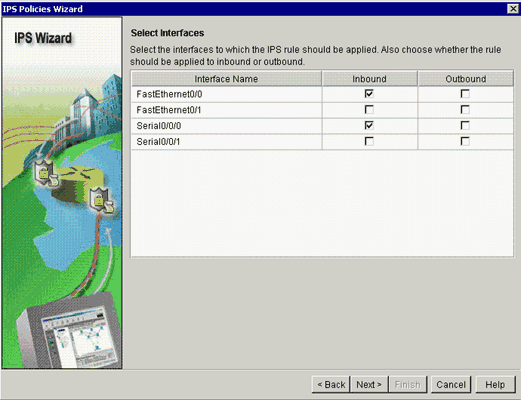 IPS Policies Wizard
IPS Wizard
Select Interfaces
Select the interfaces to which the IPS rule should be applied. Also choose whether the rule
should be applied to inbound or outbound.
Interface Name Inbound Outbound
FastEthernet0/0
FastEthernet0/1
Serial0/0/0
Serial0/0/1
< Back Next > Finish Cancel Help